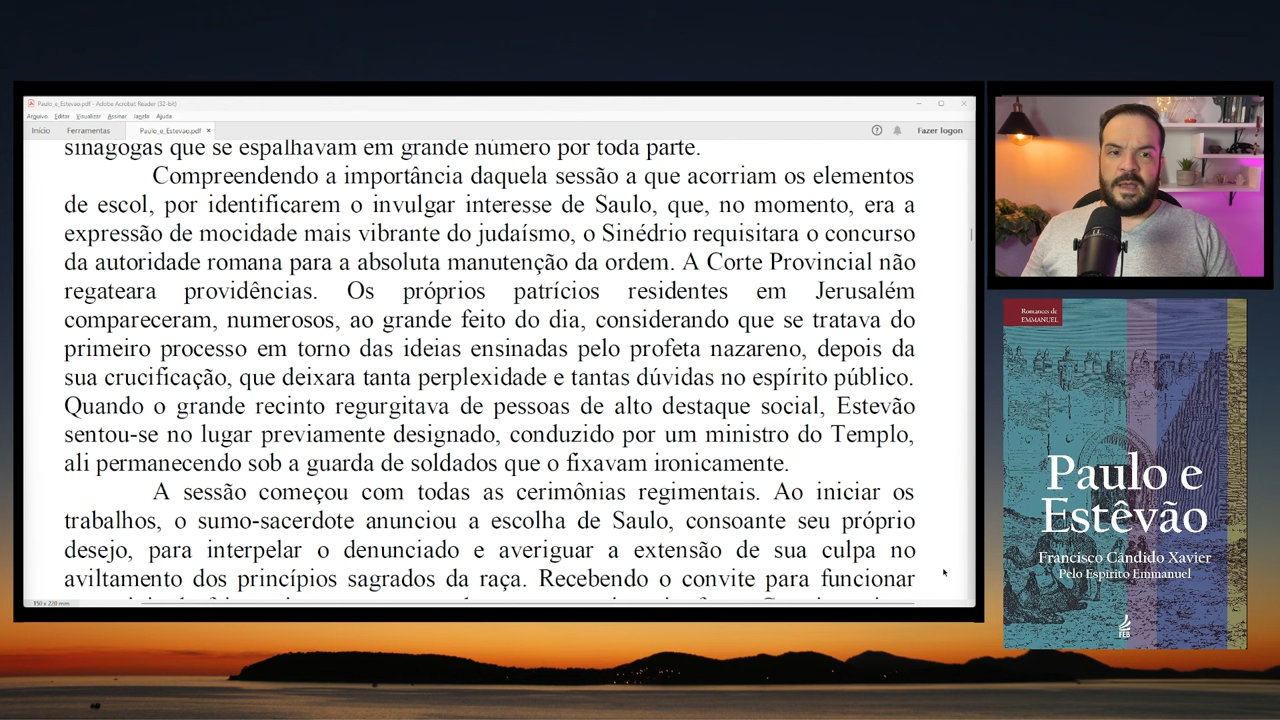 Paulo_e_Estevao.pdf - Adobe Acrobat Reader (32-bit)
Arquivo Editar Visualizar Assinar Janela Ajuda
Início Ferramentas Paulo_e_Estevao.pdf × Fazer logon
sinagogas que se espalhavam em grande número por toda parte.
Compreendendo a importância daquela sessão a que acorriam os elementos
de escol, por identificarem o invulgar interesse de Saulo, que, no momento, era a
expressão de mocidade mais vibrante do judaísmo, o Sinédrio requisitara o concurso
da autoridade romana para a absoluta manutenção da ordem. A Corte Provincial não
regateara providências. Os próprios patrícios residentes em Jerusalém
compareceram, numerosos, ao grande feito do dia, considerando que se tratava do
primeiro processo em torno das ideias ensinadas pelo profeta nazareno, depois da
sua crucificação, que deixara tanta perplexidade e tantas dúvidas no espírito público.
Quando o grande recinto regurgitava de pessoas de alto destaque social, Estevão
sentou-se no lugar previamente designado, conduzido por um ministro do Templo,
ali permanecendo sob a guarda de soldados que o fixavam ironicamente.
A sessão começou com todas as cerimônias regimentais. Ao iniciar os
trabalhos, o sumo-sacerdote anunciou a escolha de Saulo, consoante seu próprio
desejo, para interpelar o denunciado e averiguar a extensão de sua culpa no
aviltamento dos princípios sagrados da raça. Recebendo o convite para funcionar
150 x 220 mm
Romances de
EMMANUEL
Paulo e
Estêvão
Francisco Cândido Xavier
Pelo Espírito Emmanuel
FEB